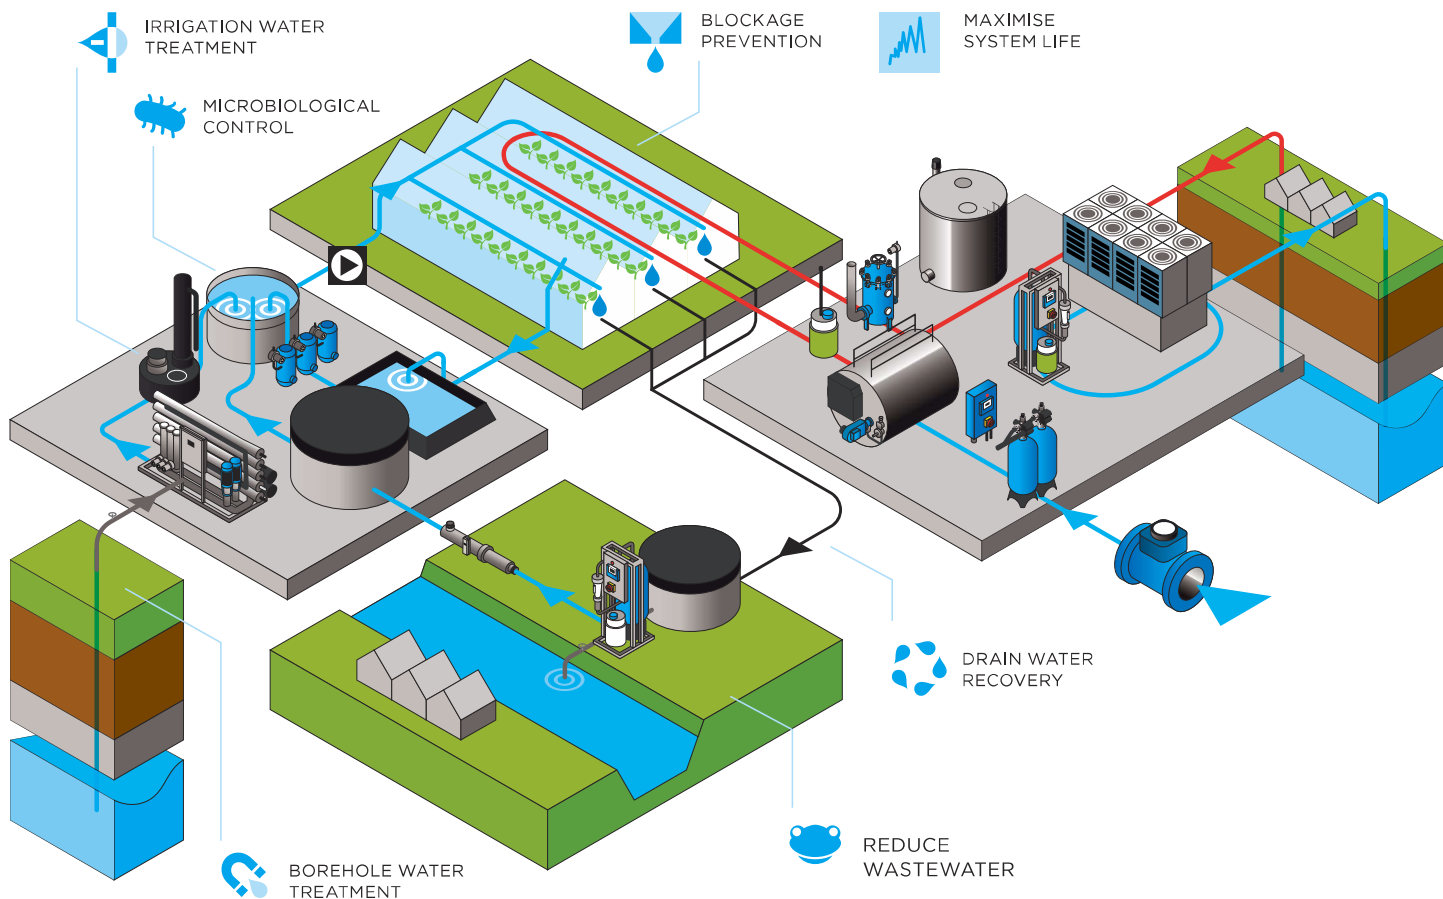 IRRIGATION WATER
TREATMENT
BLOCKAGE
PREVENTION
MAXIMISE
SYSTEM LIFE
MICROBIOLOGICAL
CONTROL
DRAIN WATER
RECOVERY
REDUCE
WASTEWATER
BOREHOLE WATER
TREATMENT